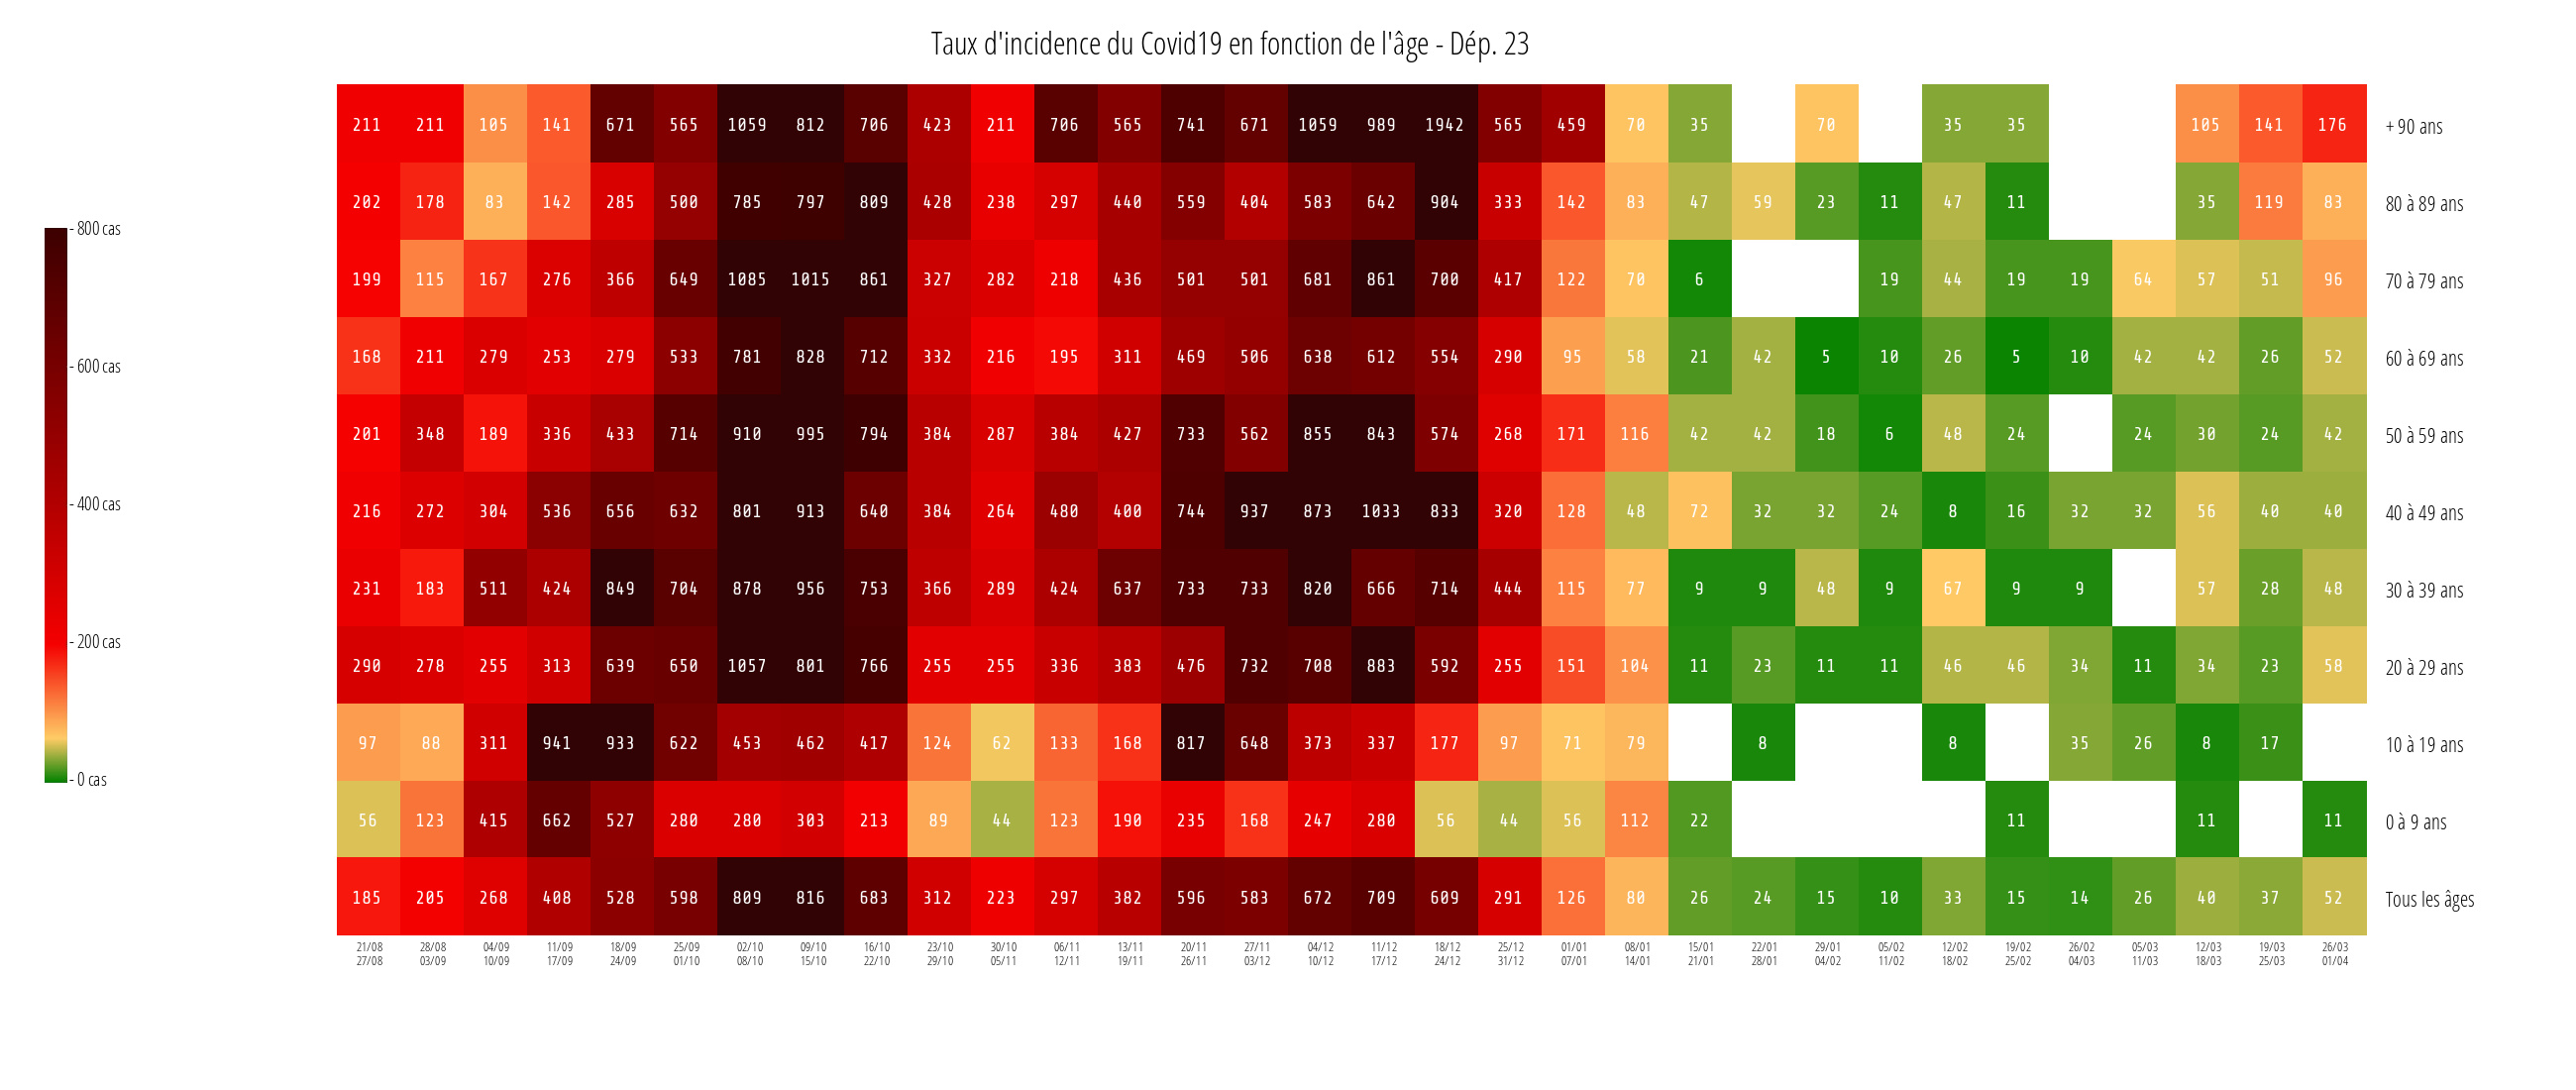 Taux d'incidence du Covid19 en fonction de l'âge - Dép. 23
- 800 cas
- 600 cas
- 400 cas
- 200 cas
- 0 cas
211 211 105 141 671 565 1059 812 706 423 211 706 565 741 671 1059 989 1942 565 459 70 35 70 35 35 105 141 176 + 90 ans
202 178 83 142 285 500 785 797 809 428 238 297 440 559 404 583 642 904 333 142 83 47 59 23 11 47 11 35 119 83 80 à 89 ans
199 115 167 276 366 649 1085 1015 861 327 282 218 436 501 501 681 861 700 417 122 70 6 19 44 19 19 64 57 51 96 70 à 79 ans
168 211 279 253 279 533 781 828 712 332 216 195 311 469 506 638 612 554 290 95 58 21 42 5 10 26 5 10 42 42 26 52 60 à 69 ans
201 348 189 336 433 714 910 995 794 384 287 384 427 733 562 855 843 574 268 171 116 42 42 18 6 48 24 24 30 24 42 50 à 59 ans
216 272 304 536 656 632 801 913 640 384 264 480 400 744 937 873 1033 833 320 128 48 72 32 32 24 8 16 32 32 56 40 40 40 à 49 ans
231 183 511 424 849 704 878 956 753 366 289 424 637 733 733 820 666 714 444 115 77 9 9 48 9 67 9 9 57 28 48 30 à 39 ans
290 278 255 313 639 650 1057 801 766 255 255 336 383 476 732 708 883 592 255 151 104 11 23 11 11 46 46 34 11 34 23 58 20 à 29 ans
97 88 311 941 933 622 453 462 417 124 62 133 168 817 648 373 337 177 97 71 79 8 8 35 26 8 17 10 à 19 ans
56 123 415 662 527 280 280 303 213 89 44 123 190 235 168 247 280 56 44 56 112 22 11 11 11 0 à 9 ans
185 205 268 408 528 598 809 816 683 312 223 297 382 596 583 672 709 609 291 126 80 26 24 15 10 33 15 14 26 40 37 52 Tous les âges
21/08 28/08 04/09 11/09 18/09 25/09 02/10 09/10 16/10 23/10 30/10 06/11 13/11 20/11 27/11 04/12 11/12 18/12 25/12 01/01 08/01 15/01 22/01 29/01 05/02 12/02 19/02 26/02 05/03 12/03 19/03 26/03
27/08 03/09 10/09 17/09 24/09 01/10 08/10 15/10 22/10 29/10 05/11 12/11 19/11 26/11 03/12 10/12 17/12 24/12 31/12 07/01 14/01 21/01 28/01 04/02 11/02 18/02 25/02 04/03 11/03 18/03 25/03 01/04